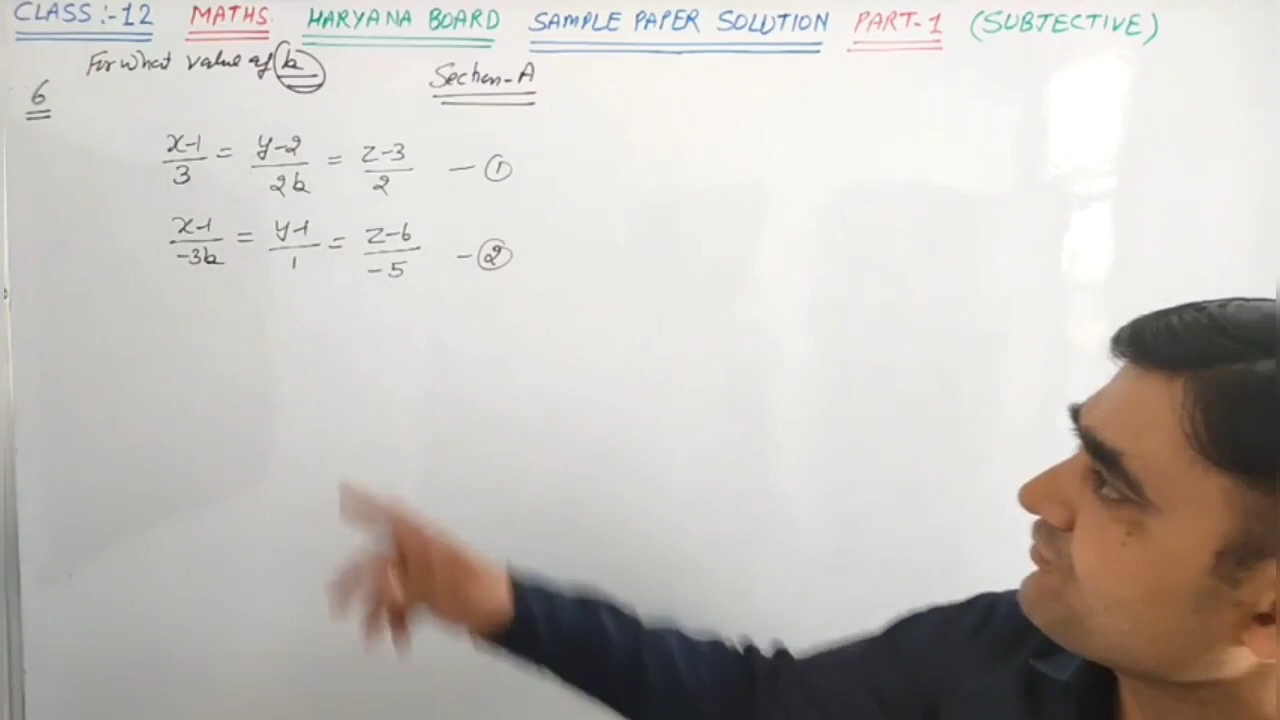 CLASS :- 12 MATHS. HARYANA BOARD SAMPLE PAPER SOLUTION PART-1 (SUBTECTIVE)
For what value of k Section-A
6
x-1/3 = y-2/2k = z-3/2 — ①
x-1/-3k = y-1/1 = z-6/-5 - ②